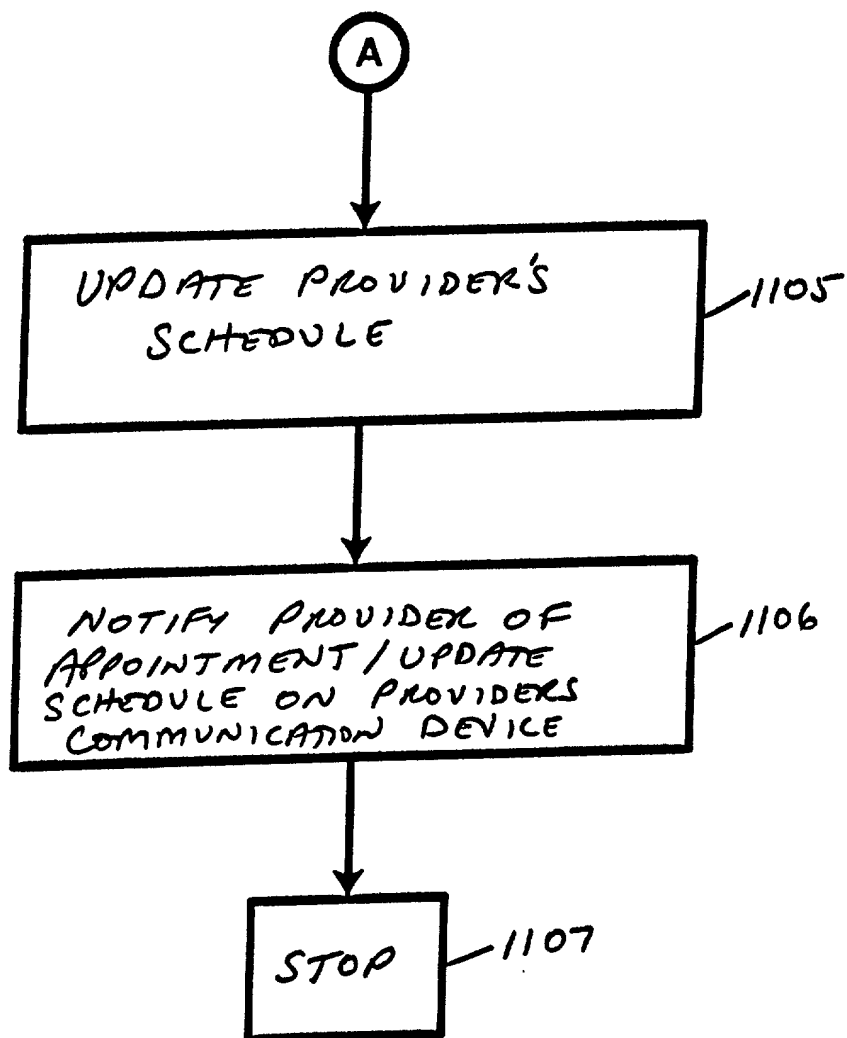 A
UPDATE PROVIDER'S
SCHEDULE
1105
NOTIFY PROVIDER OF
APPOINTMENT/UPDATE
SCHEDULE ON PROVIDERS
COMMUNICATION DEVICE
1106
STOP
1107